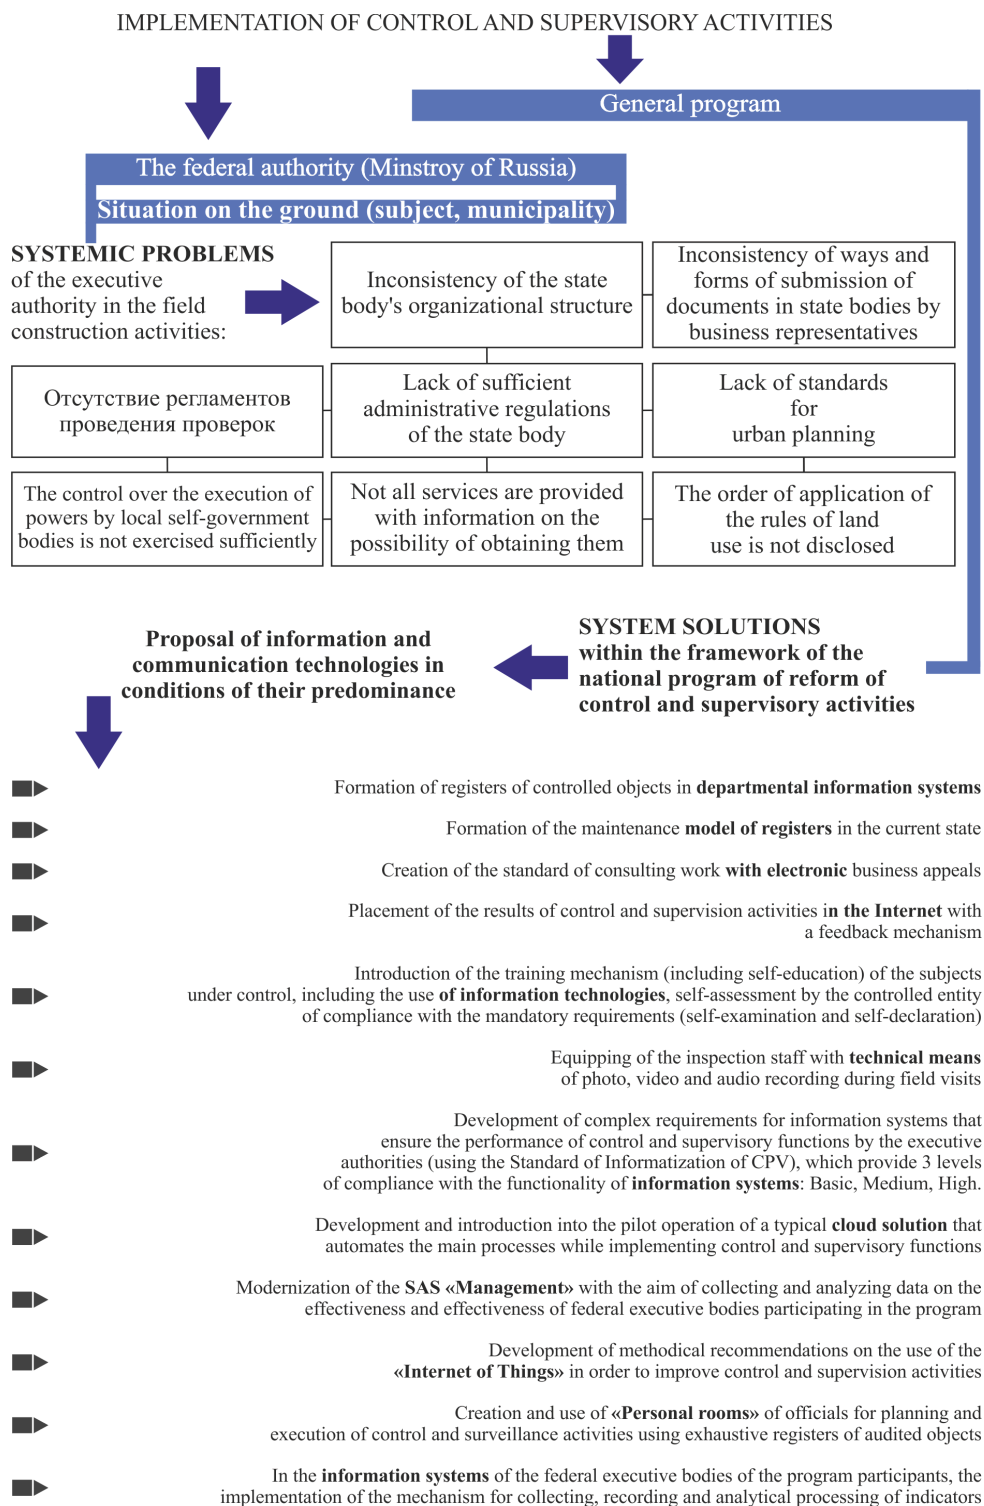 IMPLEMENTATION OF CONTROL AND SUPERVISORY ACTIVITIES
General program
The federal authority (Minstroy of Russia)
Situation on the ground (subject, municipality)
SYSTEMIC PROBLEMS
of the executive
authority in the field
construction activities:
Inconsistency of the state
body's organizational structure
Inconsistency of ways and
forms of submission of
documents in state bodies by
business representatives
Отсутствие регламентов
проведения проверок
Lack of sufficient
administrative regulations
of the state body
Lack of standards
for
urban planning
The control over the execution of
powers by local self-government
bodies is not exercised sufficiently
Not all services are provided
with information on the
possibility of obtaining them
The order of application of
the rules of land
use is not disclosed
Proposal of information and
communication technologies in
conditions of their predominance
SYSTEM SOLUTIONS
within the framework of the
national program of reform of
control and supervisory activities
Formation of registers of controlled objects in departmental information systems
Formation of the maintenance model of registers in the current state
Creation of the standard of consulting work with electronic business appeals
Placement of the results of control and supervision activities in the Internet with
a feedback mechanism
Introduction of the training mechanism (including self-education) of the subjects
under control, including the use of information technologies, self-assessment by the controlled entity
of compliance with the mandatory requirements (self-examination and self-declaration)
Equipping of the inspection staff with technical means
of photo, video and audio recording during field visits
Development of complex requirements for information systems that
ensure the performance of control and supervisory functions by the executive
authorities (using the Standard of Informatization of CPV), which provide 3 levels
of compliance with the functionality of information systems: Basic, Medium, High.
Development and introduction into the pilot operation of a typical cloud solution that
automates the main processes while implementing control and supervisory functions
Modernization of the SAS «Management» with the aim of collecting and analyzing data on the
effectiveness and effectiveness of federal executive bodies participating in the program
Development of methodical recommendations on the use of the
«Internet of Things» in order to improve control and supervision activities
Creation and use of «Personal rooms» of officials for planning and
execution of control and surveillance activities using exhaustive registers of audited objects
In the information systems of the federal executive bodies of the program participants, the
implementation of the mechanism for collecting, recording and analytical processing of indicators